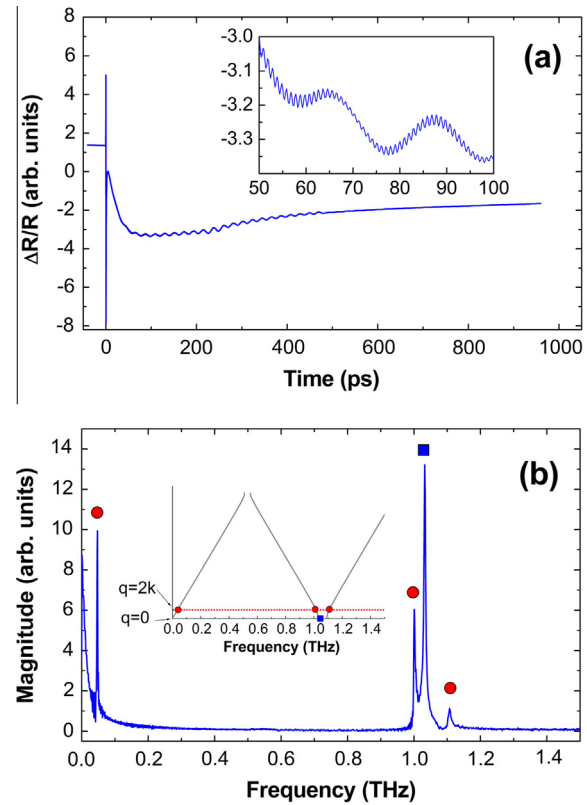 (a)
ΔR/R (arb. units)
8
6
4
2
0
-2
-4
-6
-8
-3.0
-3.1
-3.2
-3.3
50 60 70 80 90 100
0 200 400 600 800 1000
Time (ps)
(b)
Magnitude (arb. units)
14
12
10
8
6
4
2
0
q=2k
q=0
0.0 0.2 0.4 0.6 0.8 1.0 1.2 1.4
Frequency (THz)
0.0 0.2 0.4 0.6 0.8 1.0 1.2 1.4
Frequency (THz)